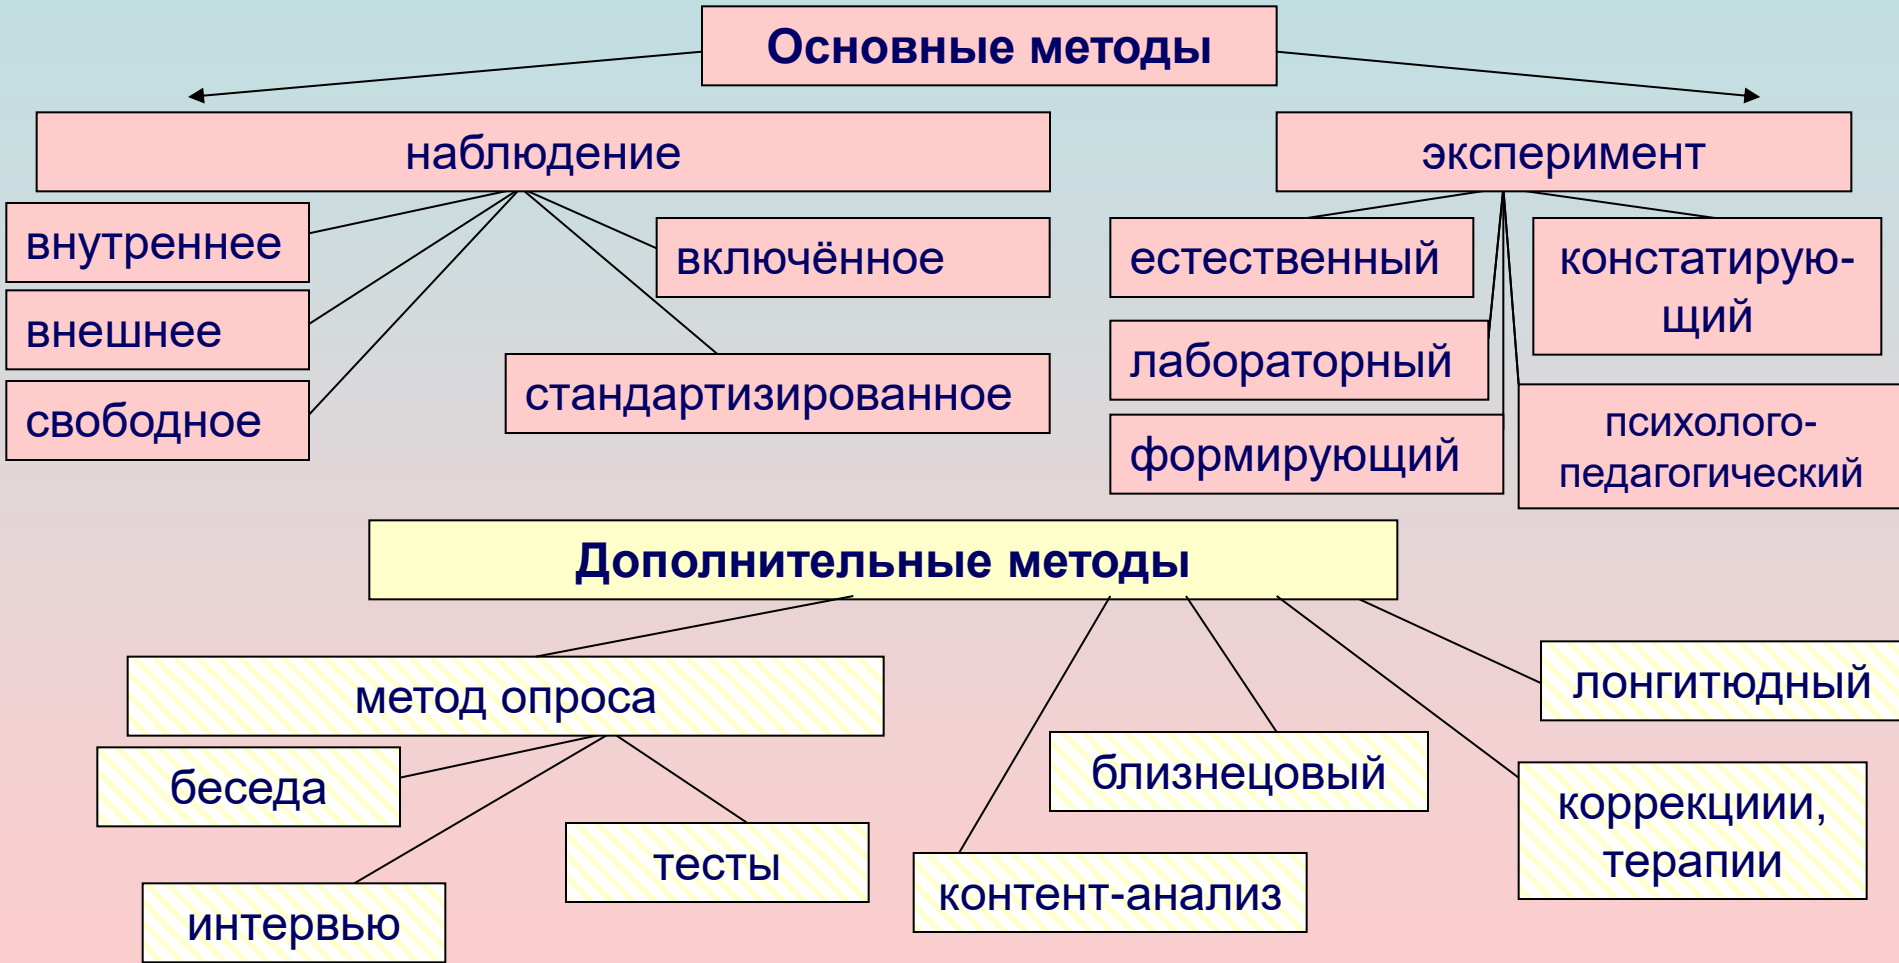 Основные методы
наблюдение
эксперимент
внутреннее
включённое
естественный
констатирую-
щий
внешнее
лабораторный
свободное
стандартизированное
формирующий
психолого-
педагогический
Дополнительные методы
метод опроса
лонгитюдный
беседа
близнецовый
коррекциии,
терапии
тесты
контент-анализ
интервью